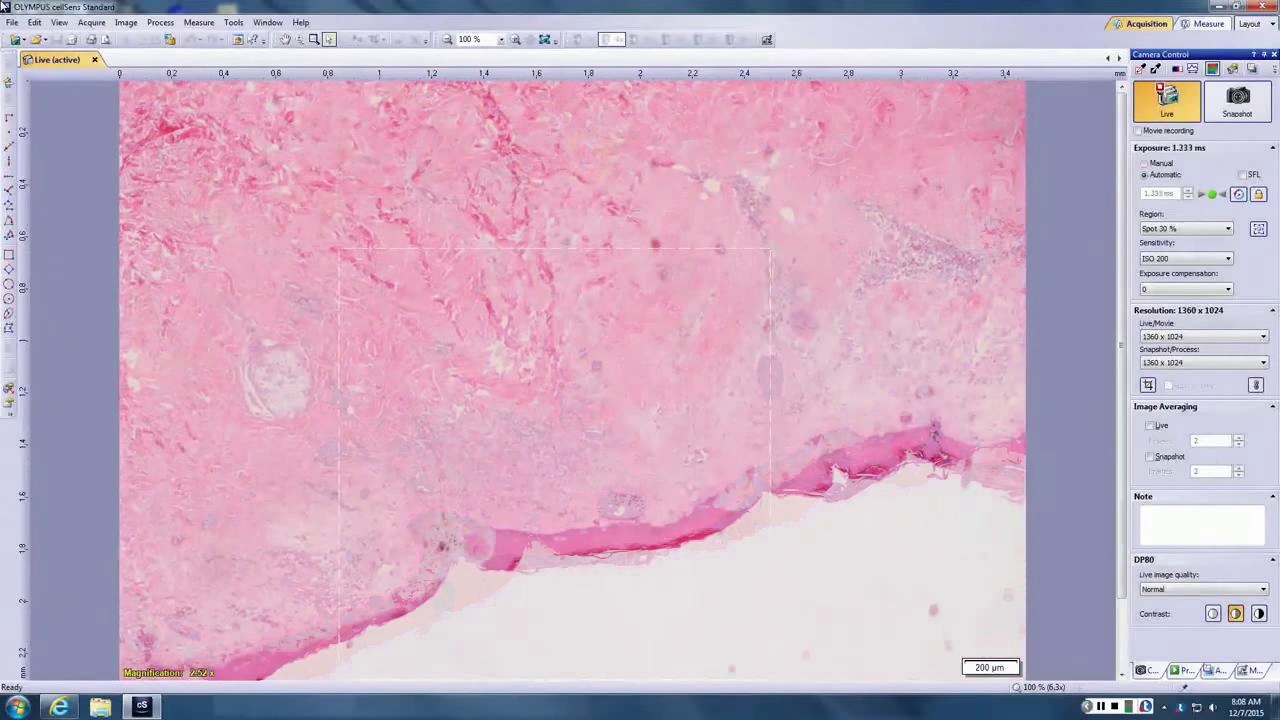 OLYMPUS cellSens Standard
File Edit View Acquire Image Process Measure Tools Window Help
Acquisition Measure Layout
100 %
Live (active)
Camera Control
0 0,2 0,4 0,6 0,8 1 1,2 1,4 1,6 1,8 2 2,2 2,4 2,6 2,8 3 3,2 3,4 mm
0,2
0,4
0,6
0,8
1
1,2
1,4
1,6
1,8
2
2,2
mm
Live Snapshot
Movie recording
Exposure: 1.333 ms
Manual
Automatic SFL
1.333 ms
Region:
Spot 30 %
Sensitivity:
ISO 200
Exposure compensation:
0
Resolution: 1360 x 1024
Live/Movie
1360 x 1024
Snapshot/Process:
1360 x 1024
Image Averaging
Live
2
Snapshot
2
Note
DP80
Live image quality:
Normal
Contrast:
Magnification: 2.52 x
200 µm
C... Pr... A... M...
Ready
100 % (6.3x)
cS
8:08 AM
12/7/2015